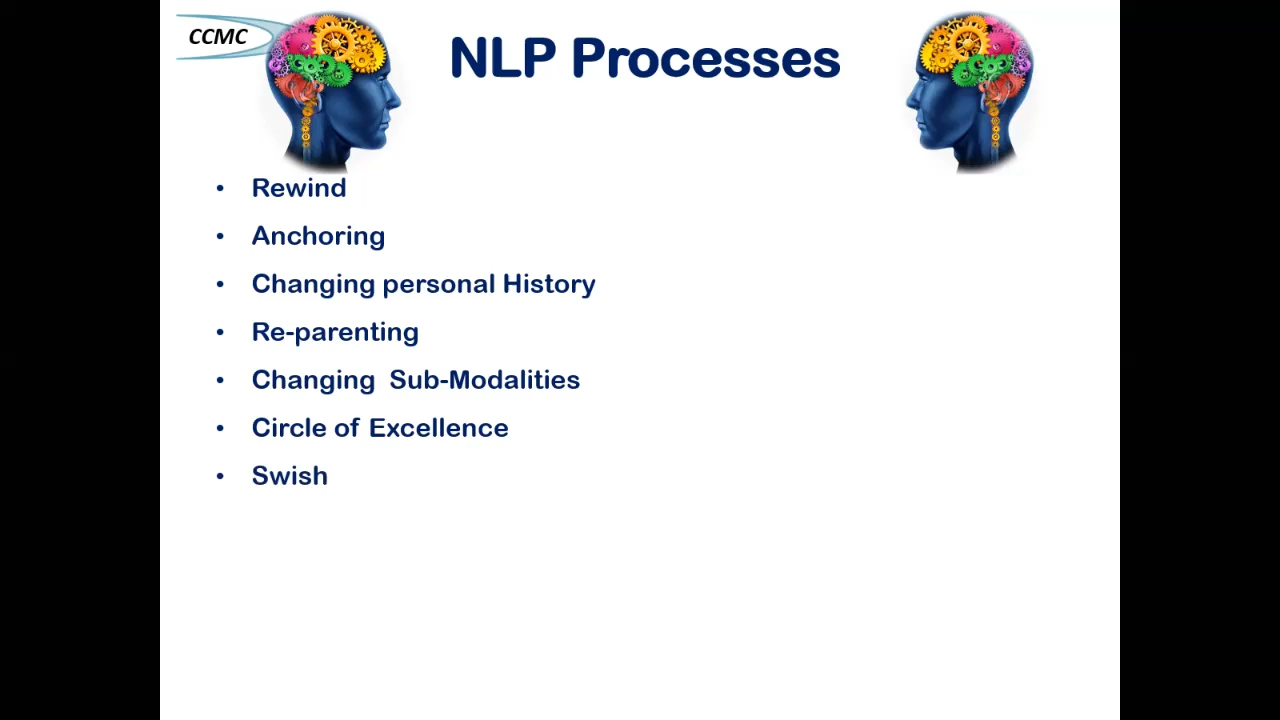 CCMC
NLP Processes
• Rewind
• Anchoring
• Changing personal History
• Re-parenting
• Changing  Sub-Modalities
• Circle of Excellence
• Swish